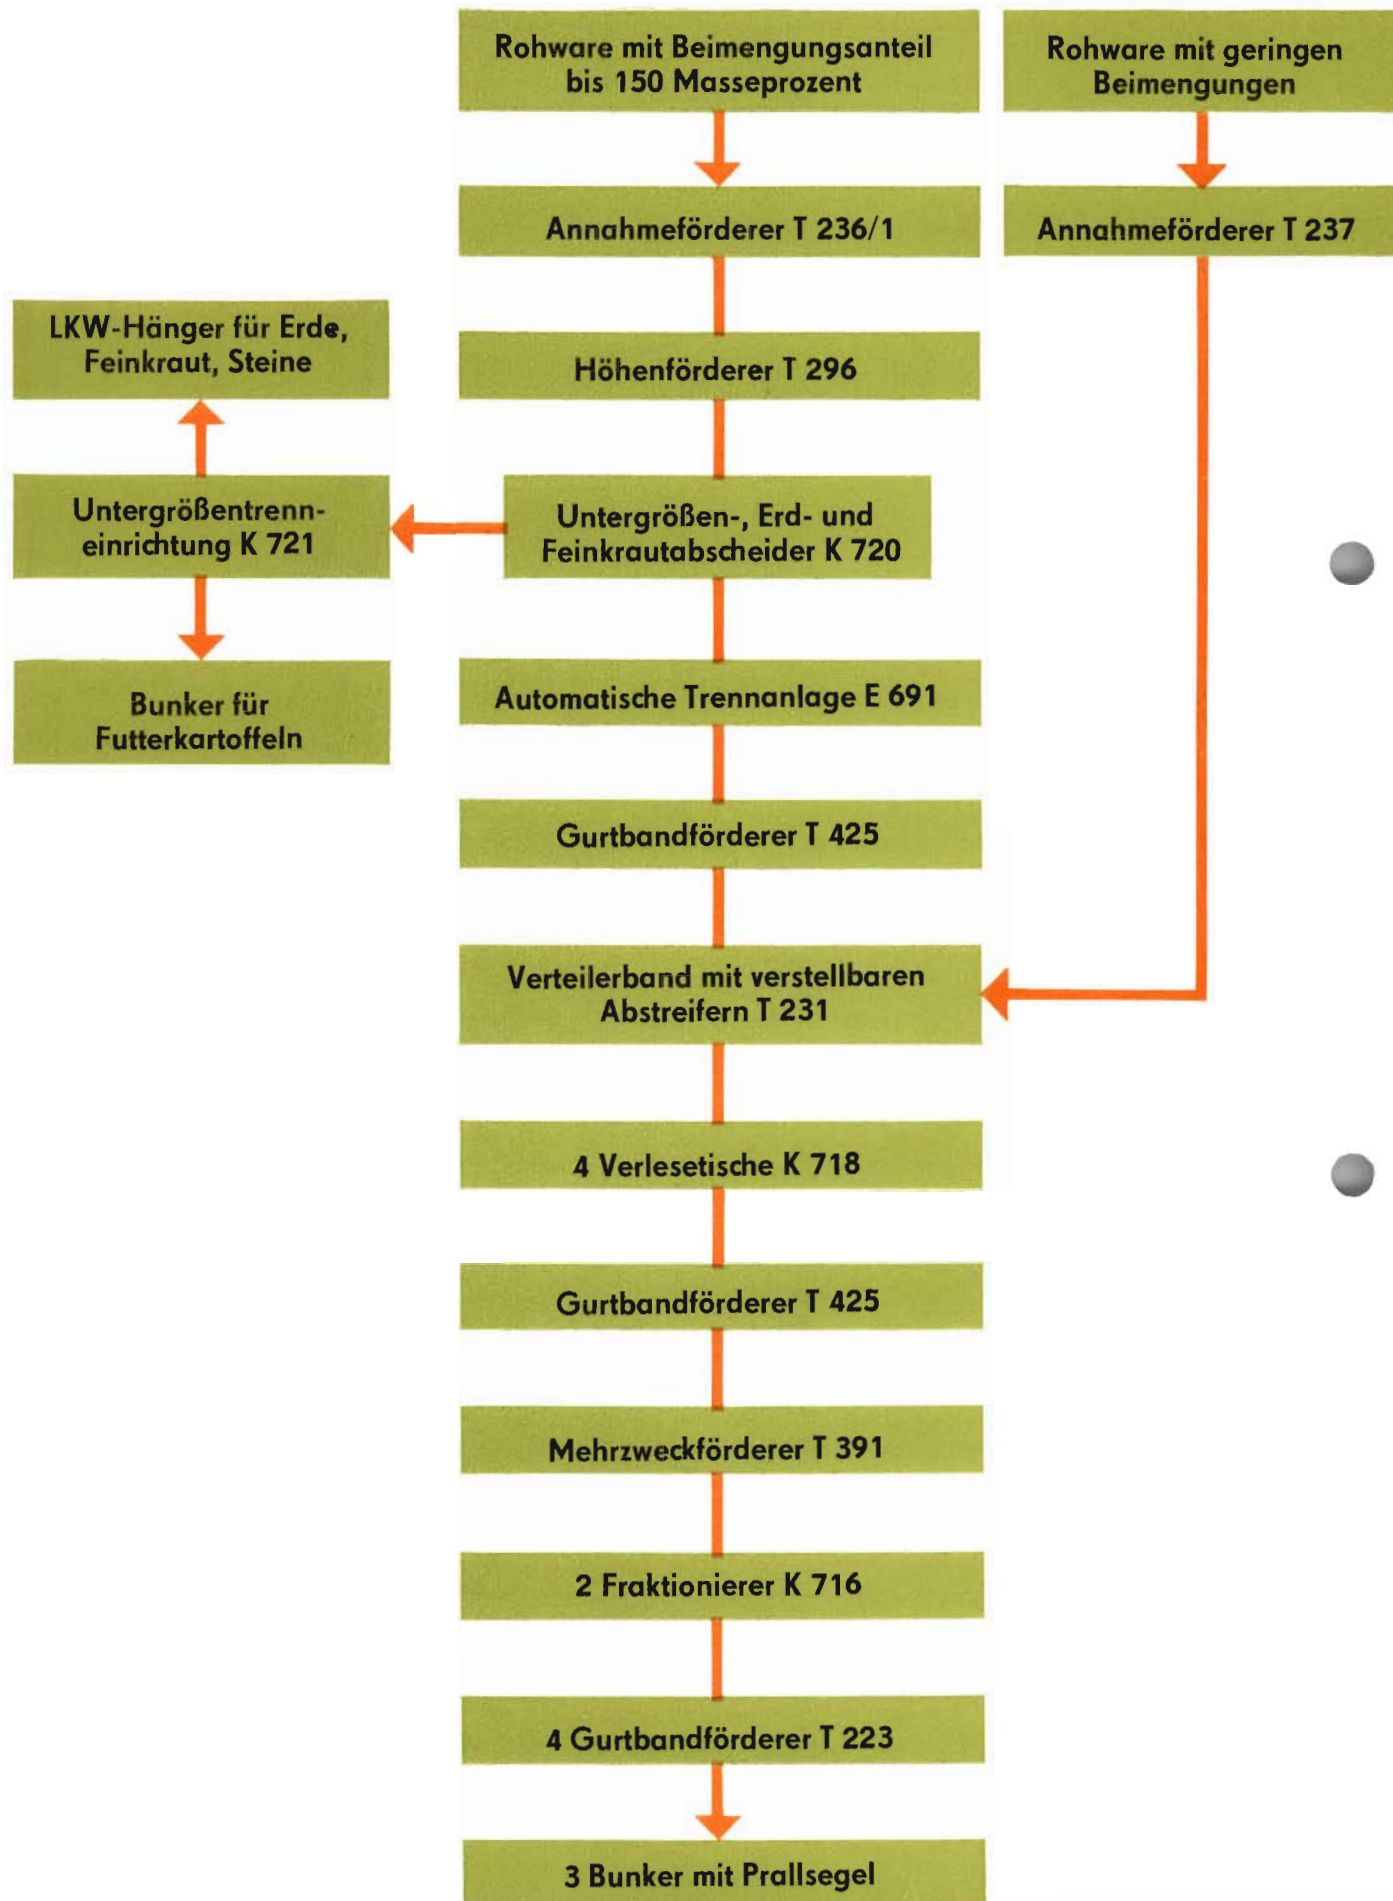 Rohware mit Beimengungsanteil
bis 150 Masseprozent
Rohware mit geringen
Beimengungen
Annahmeförderer T 236/1
Annahmeförderer T 237
LKW-Hänger für Erde,
Feinkraut, Steine
Höhenförderer T 296
Untergrößentrenn-
einrichtung K 721
Untergrößen-, Erd- und
Feinkrautabscheider K 720
Bunker für
Futterkartoffeln
Automatische Trennanlage E 691
Gurtbandförderer T 425
Verteilerband mit verstellbaren
Abstreifern T 231
4 Verlesetische K 718
Gurtbandförderer T 425
Mehrzweckförderer T 391
2 Fraktionierer K 716
4 Gurtbandförderer T 223
3 Bunker mit Prallsegel